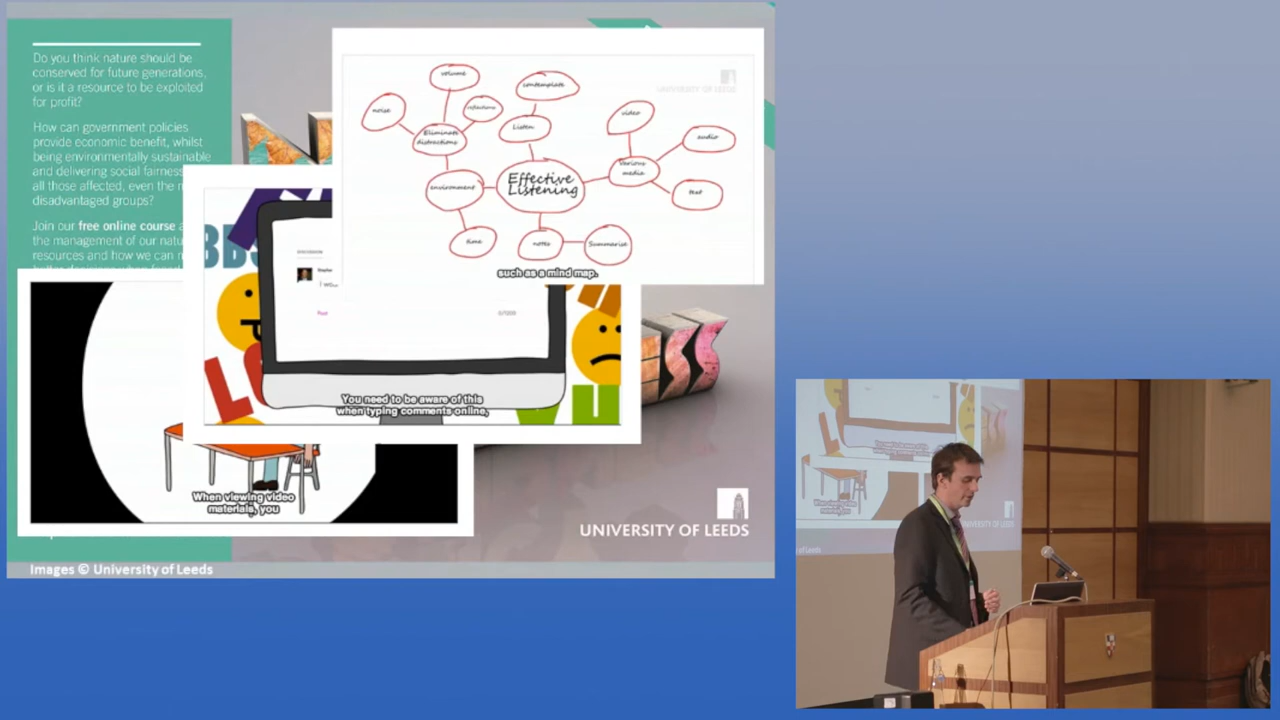 Do you think nature should be
conserved for future generations,
or is it a resource to be exploited
for profit?
How can government policies
provide economic benefit, whilst
being environmentally sustainable
and delivering social fairness
all those affected, even the
disadvantaged groups?
Join our free online course
the management of our
resources and how we can
UNIVERSITY OF LEEDS
volume
contemplate
noise
reflections
Eliminate
distractions
Listen
video
audio
Various
media
text
environment
Effective
Listening
time
notes
Summarise
such as a mind map.
Post
You need to be aware of this
when typing comments online,
When viewing video
materials, you
UNIVERSITY OF LEEDS
Images © University of Leeds